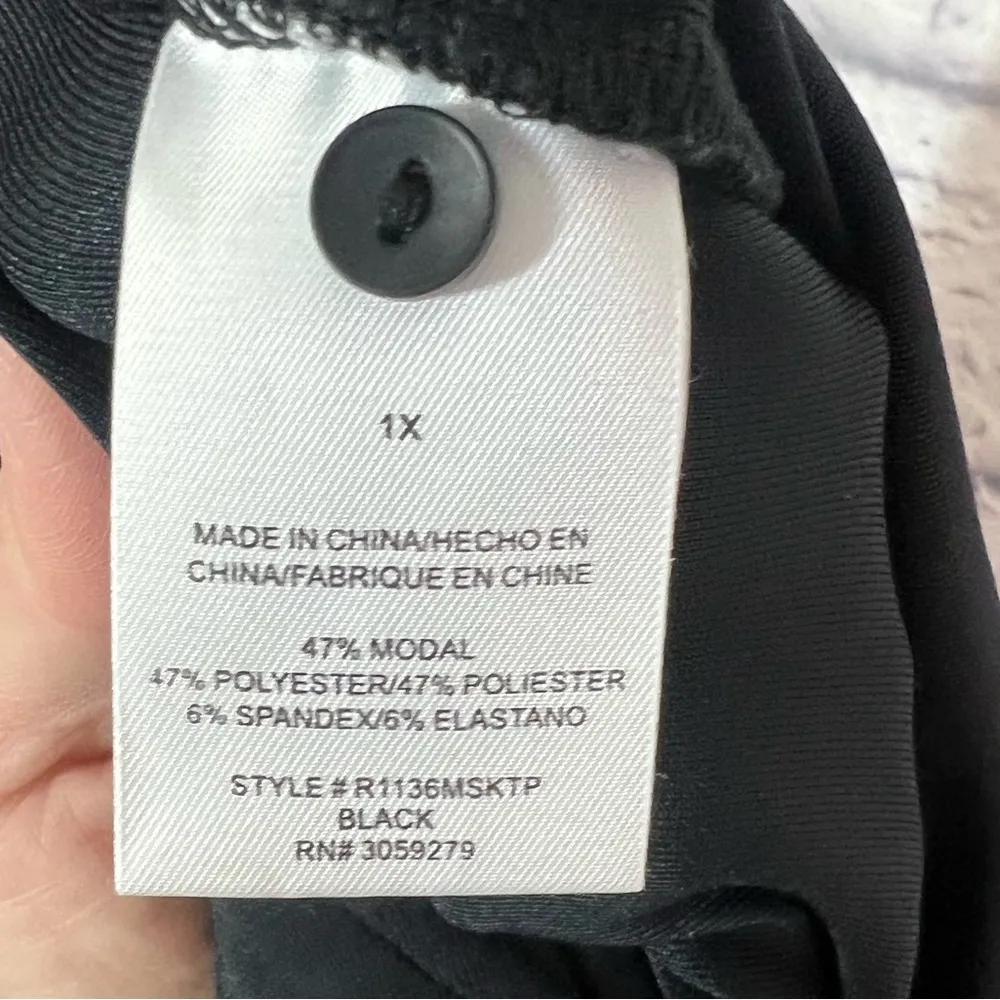 1X
MADE IN CHINA/HECHO EN
CHINA/FABRIQUE EN CHINE
47% MODAL
47% POLYESTER/47% POLIESTER
6% SPANDEX/6% ELASTANO
STYLE # R1136MSKTP
BLACK
RN# 3059279